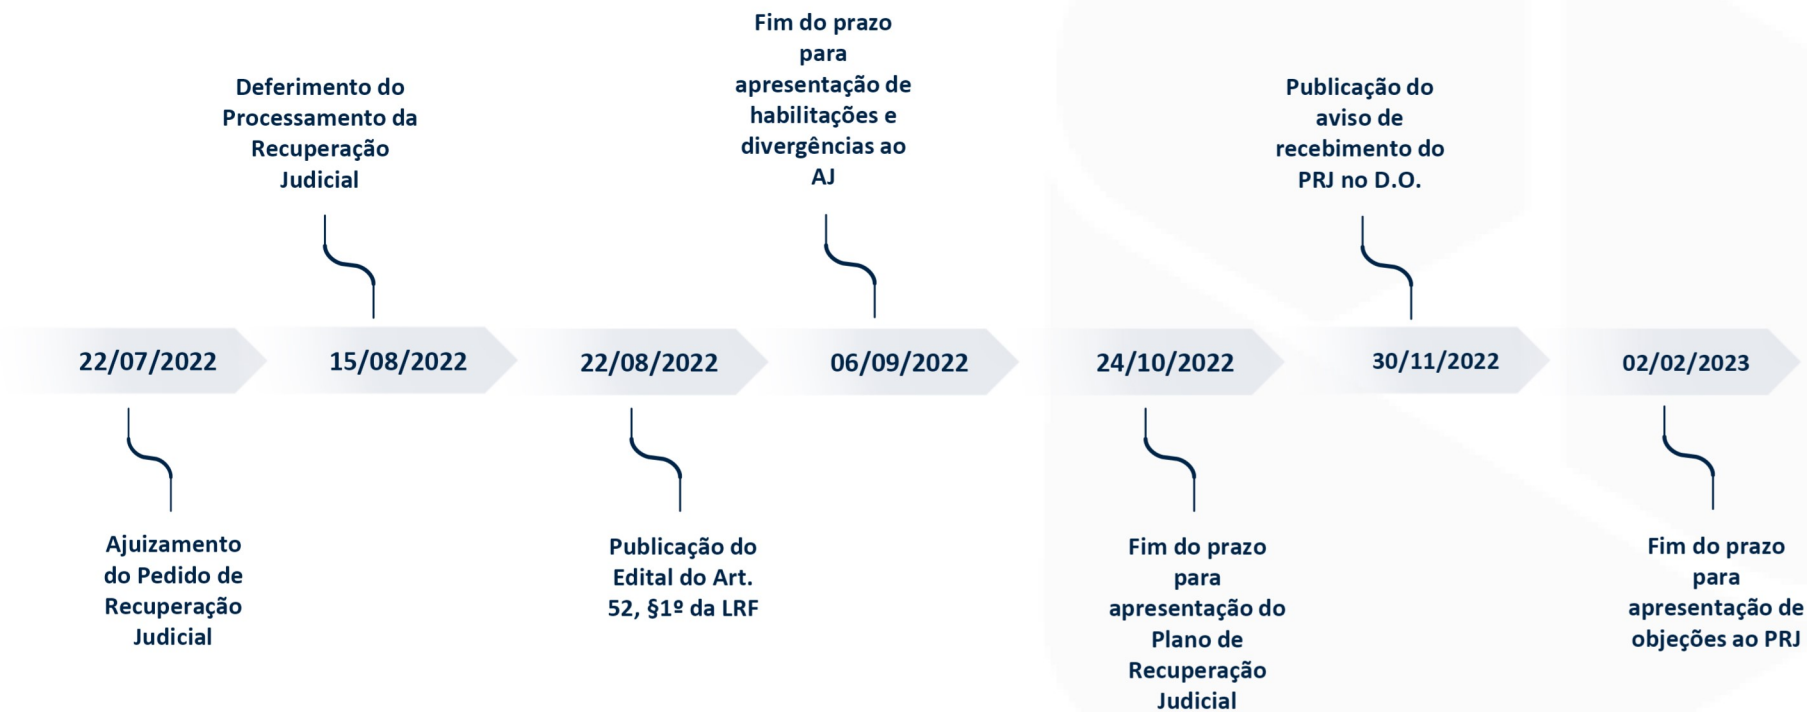 Fim do prazo
para
apresentação de
habilitações e
divergências ao
AJ
Deferimento do
Processamento da
Recuperação
Judicial
Publicação do
aviso de
recebimento do
PRJ no D.O.
22/07/2022
15/08/2022
22/08/2022
06/09/2022
24/10/2022
30/11/2022
02/02/2023
Ajuizamento
do Pedido de
Recuperação
Judicial
Publicação do
Edital do Art.
52, §1º da LRF
Fim do prazo
para
apresentação do
Plano de
Recuperação
Judicial
Fim do prazo
para
apresentação de
objeções ao PRJ